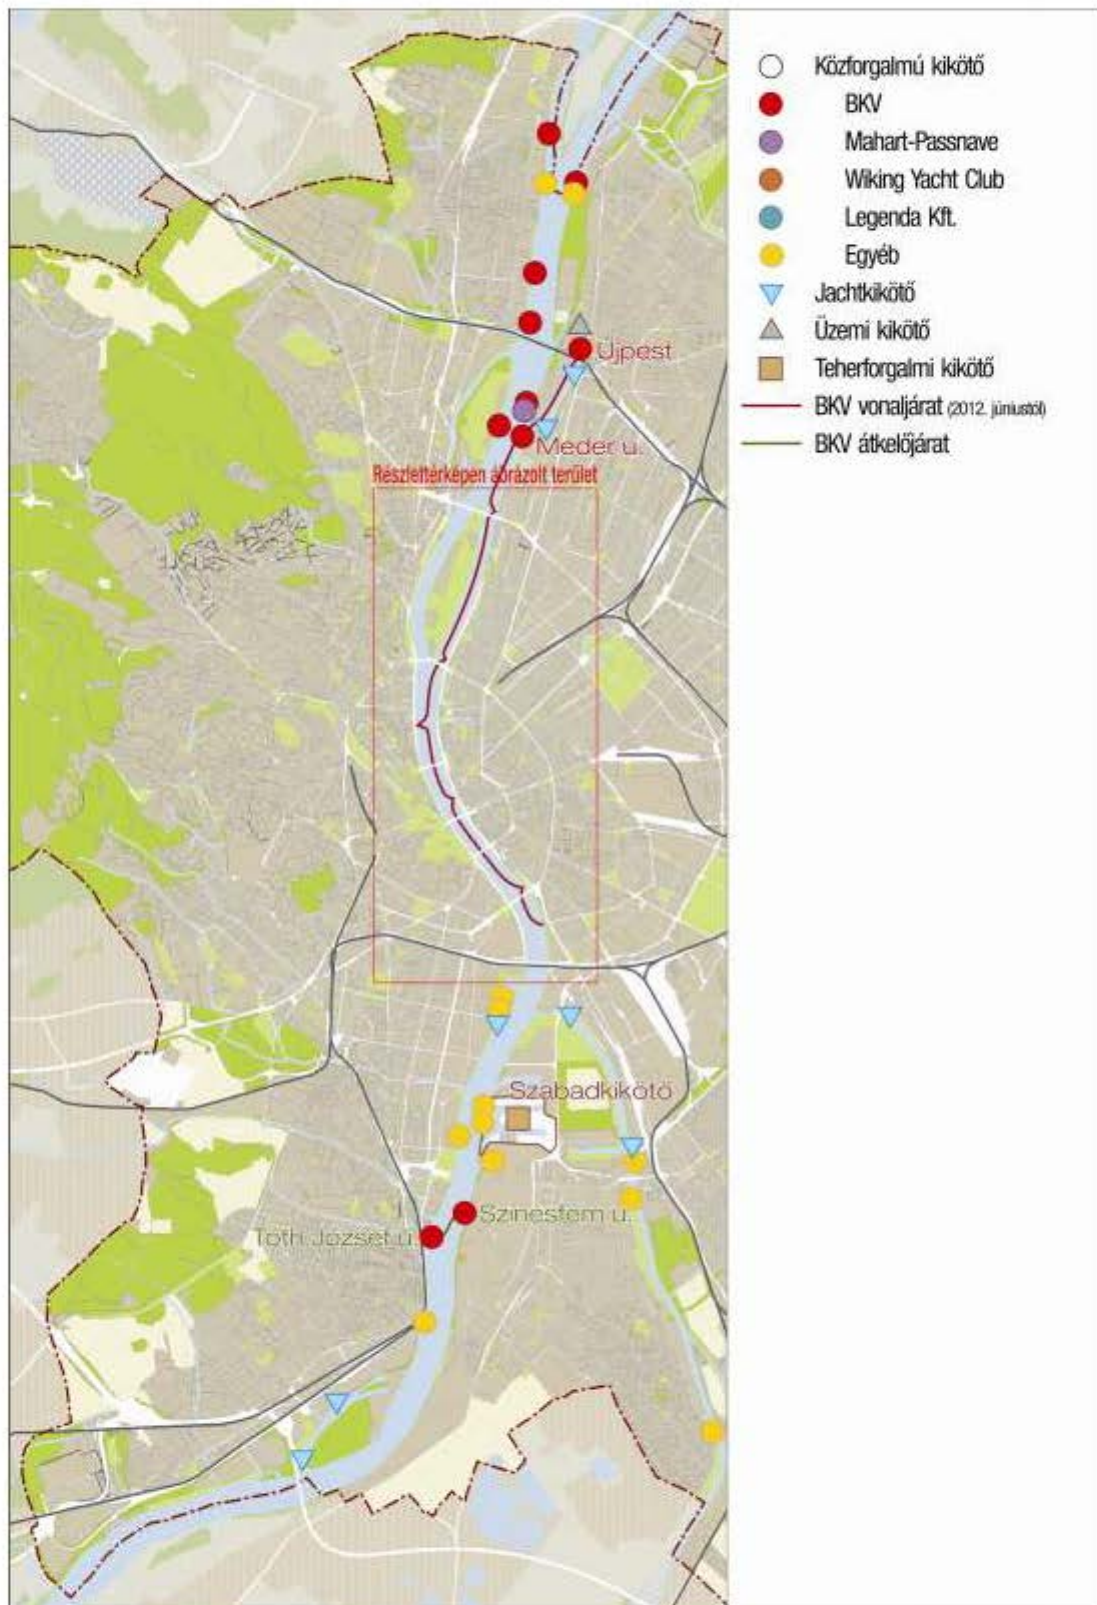 Közforgalmú kikötő
BKV
Mahart-Passnave
Wiking Yacht Club
Legenda Kft.
Egyéb
Jachtkikötő
Üzemi kikötő
Teherforgalmi kikötő
BKV vonaljárat (2012. júniustól)
BKV átkelőjárat
Újpest
Meder u.
Részlettérképen ábrázolt terület
Szabadkikötő
Színesfém u.
Tóth József u.